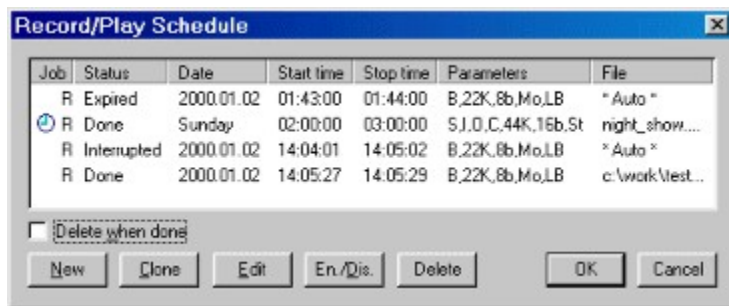 Record/Play Schedule
Job Status Date Start time Stop time Parameters File
R Expired 2000.01.02 01:43:00 01:44:00 B,22K,8b,Mo,LB * Auto *
R Done Sunday 02:00:00 03:00:00 S,I,O,C,44K,16b,St night_show....
R Interrupted 2000.01.02 14:04:01 14:05:02 B,22K,8b,Mo,LB * Auto *
R Done 2000.01.02 14:05:27 14:05:29 B,22K,8b,Mo,LB c:\work\test...
Delete when done
New Clone Edit En./Dis. Delete OK Cancel